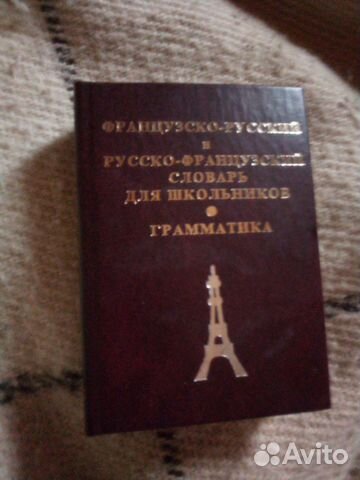 ФРАНЦУЗСКО-РУССКИЙ
и
РУССКО-ФРАНЦУЗСКИЙ
СЛОВАРЬ
ДЛЯ ШКОЛЬНИКОВ
•
ГРАММАТИКА
Avito